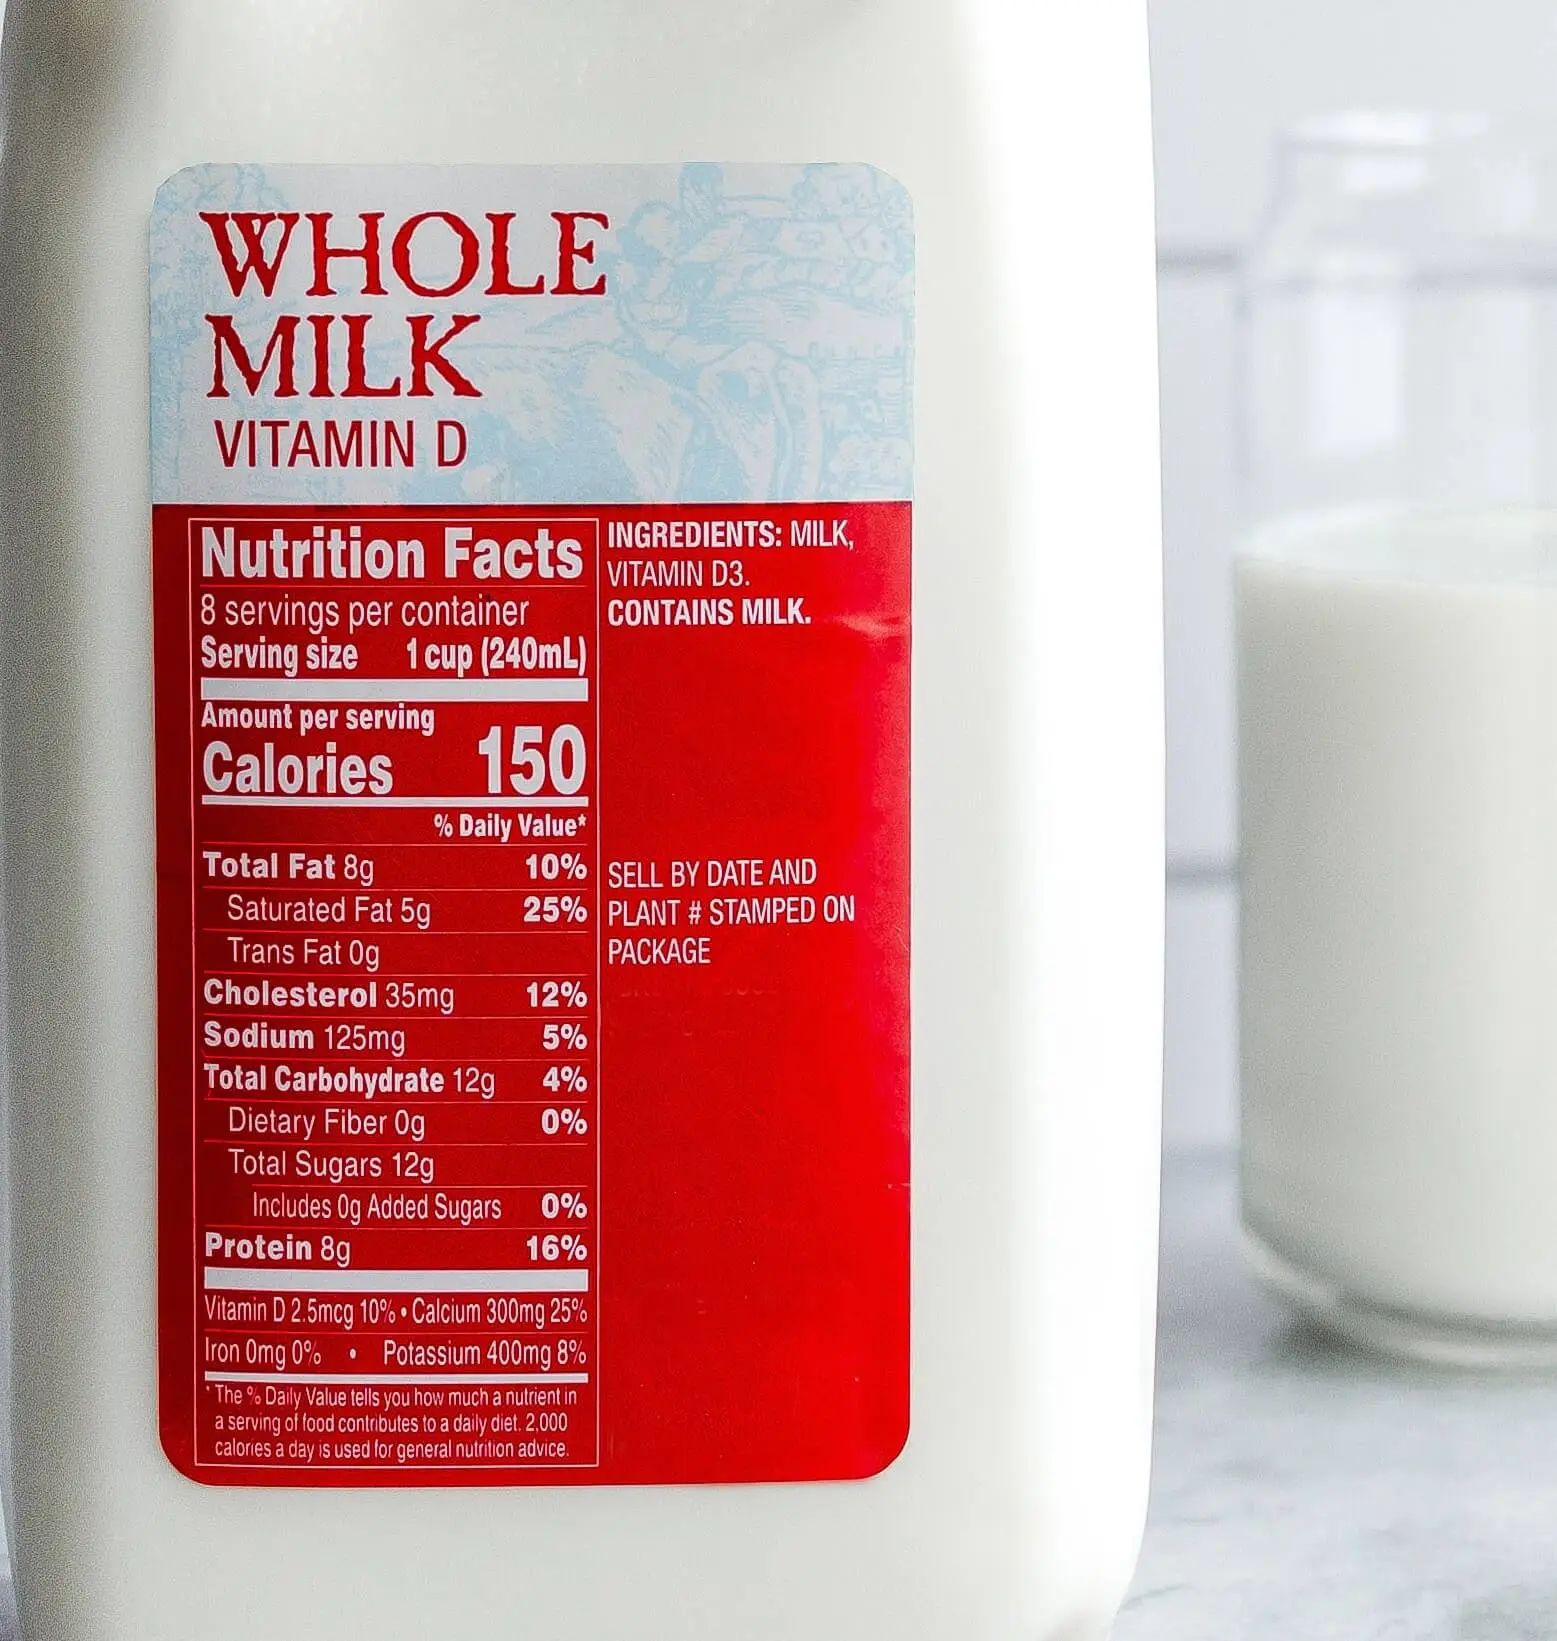 WHOLE
MILK
VITAMIN D
Nutrition Facts
8 servings per container
Serving size 1 cup (240mL)
Amount per serving
Calories 150
% Daily Value*
Total Fat 8g 10%
Saturated Fat 5g 25%
Trans Fat 0g
Cholesterol 35mg 12%
Sodium 125mg 5%
Total Carbohydrate 12g 4%
Dietary Fiber 0g 0%
Total Sugars 12g
Includes 0g Added Sugars 0%
Protein 8g 16%
Vitamin D 2.5mcg 10% • Calcium 300mg 25%
Iron 0mg 0% • Potassium 400mg 8%
* The % Daily Value tells you how much a nutrient in
a serving of food contributes to a daily diet. 2,000
calories a day is used for general nutrition advice.
INGREDIENTS: MILK,
VITAMIN D3.
CONTAINS MILK.
SELL BY DATE AND
PLANT # STAMPED ON
PACKAGE